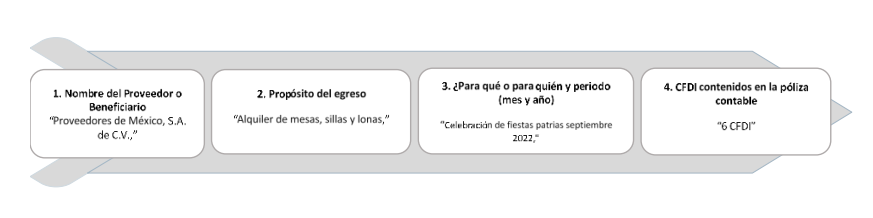 1. Nombre del Proveedor o
Beneficiario
“Proveedores de México, S.A.
de C.V.,”
2. Propósito del egreso
“Alquiler de mesas, sillas y lonas,”
3. ¿Para qué o para quién y periodo
(mes y año)
“Celebración de fiestas patrias septiembre
2022,”
4. CFDI contenidos en la póliza
contable
“6 CFDI”